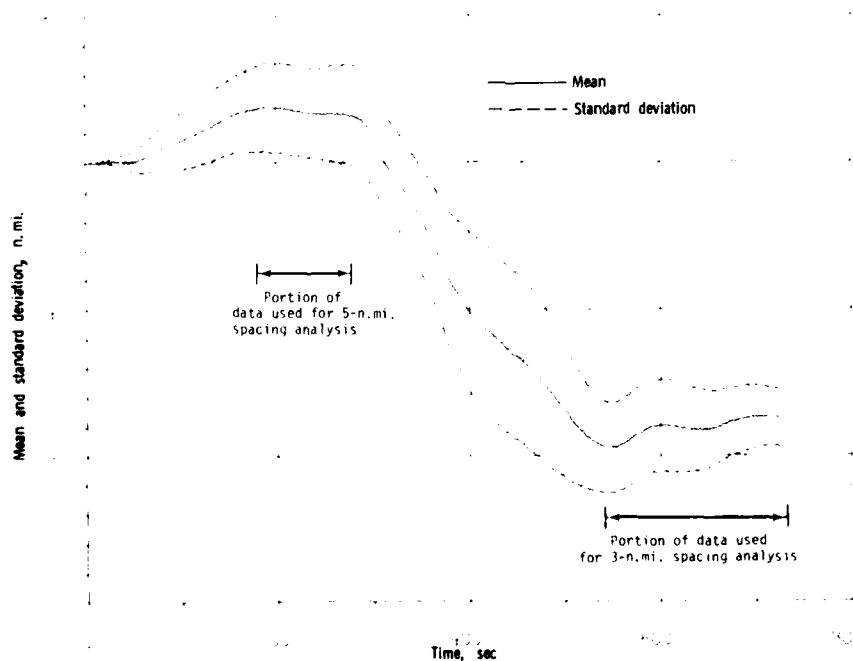 Mean
Standard deviation
Mean and standard deviation, n.mi.
Portion of
data used for 5-n.mi.
spacing analysis
Portion of data used
for 3-n.mi. spacing analysis
Time, sec